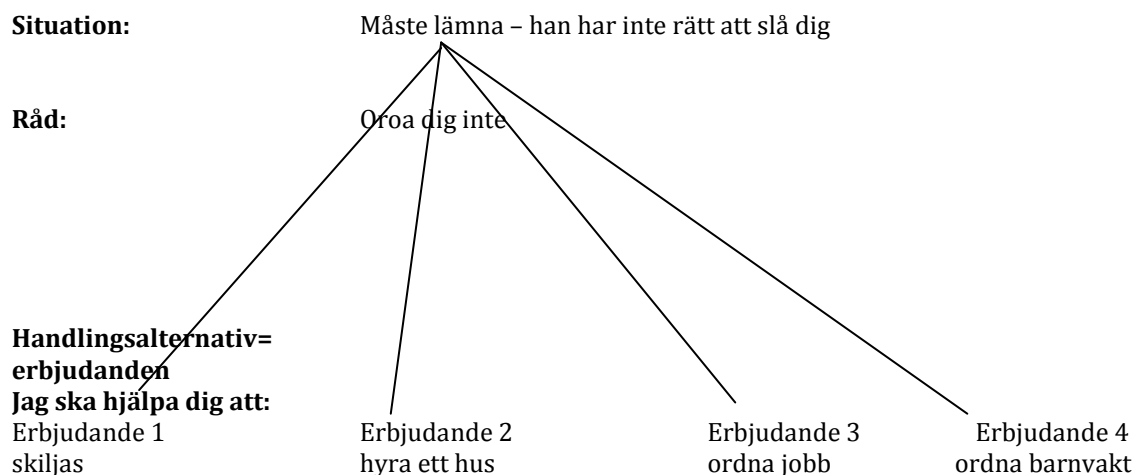 Situation: Måste lämna – han har inte rätt att slå dig
Råd: Oroa dig inte
Handlingsalternativ=
erbjudanden
Jag ska hjälpa dig att:
Erbjudande 1 Erbjudande 2 Erbjudande 3 Erbjudande 4
skiljas hyra ett hus ordna jobb ordna barnvakt